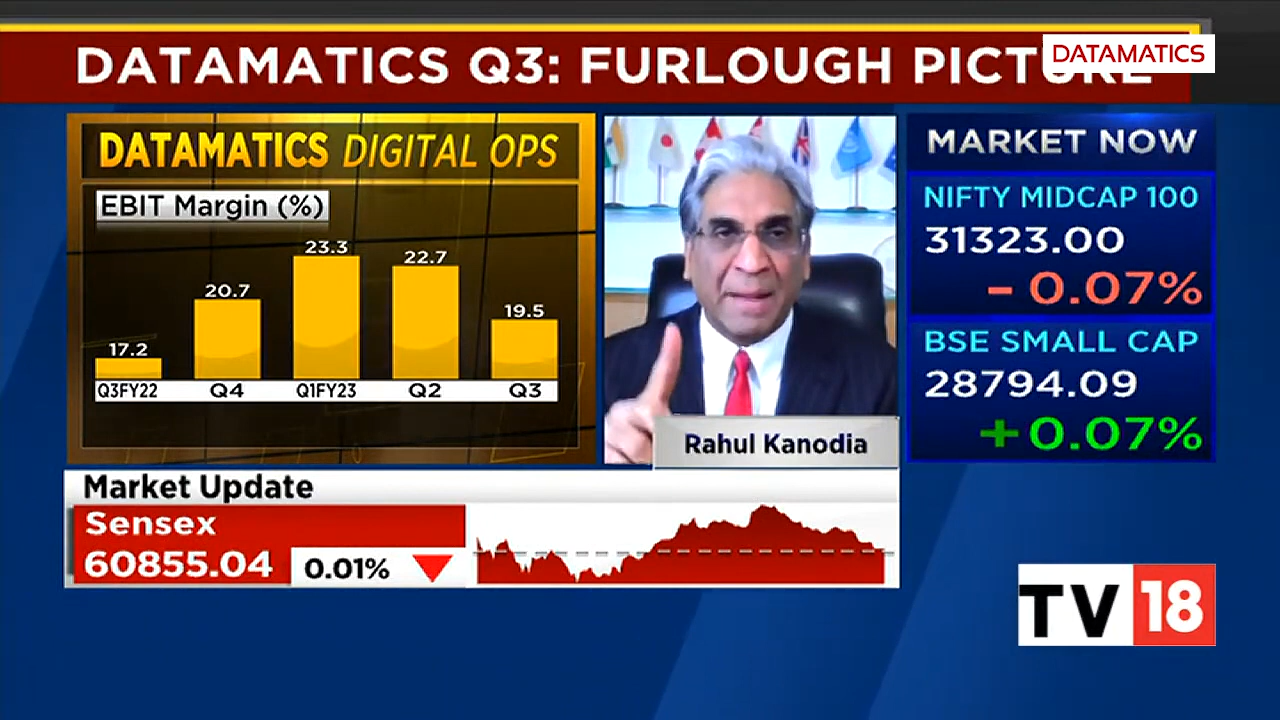 DATAMATICS Q3: FURLOUGH PICTURE
DATAMATICS
DATAMATICS DIGITAL OPS
EBIT Margin (%)
17.2
20.7
23.3
22.7
19.5
Q3FY22 Q4 Q1FY23 Q2 Q3
Rahul Kanodia
MARKET NOW
NIFTY MIDCAP 100
31323.00
- 0.07%
BSE SMALL CAP
28794.09
+0.07%
Market Update
Sensex
60855.04 0.01%
TV18